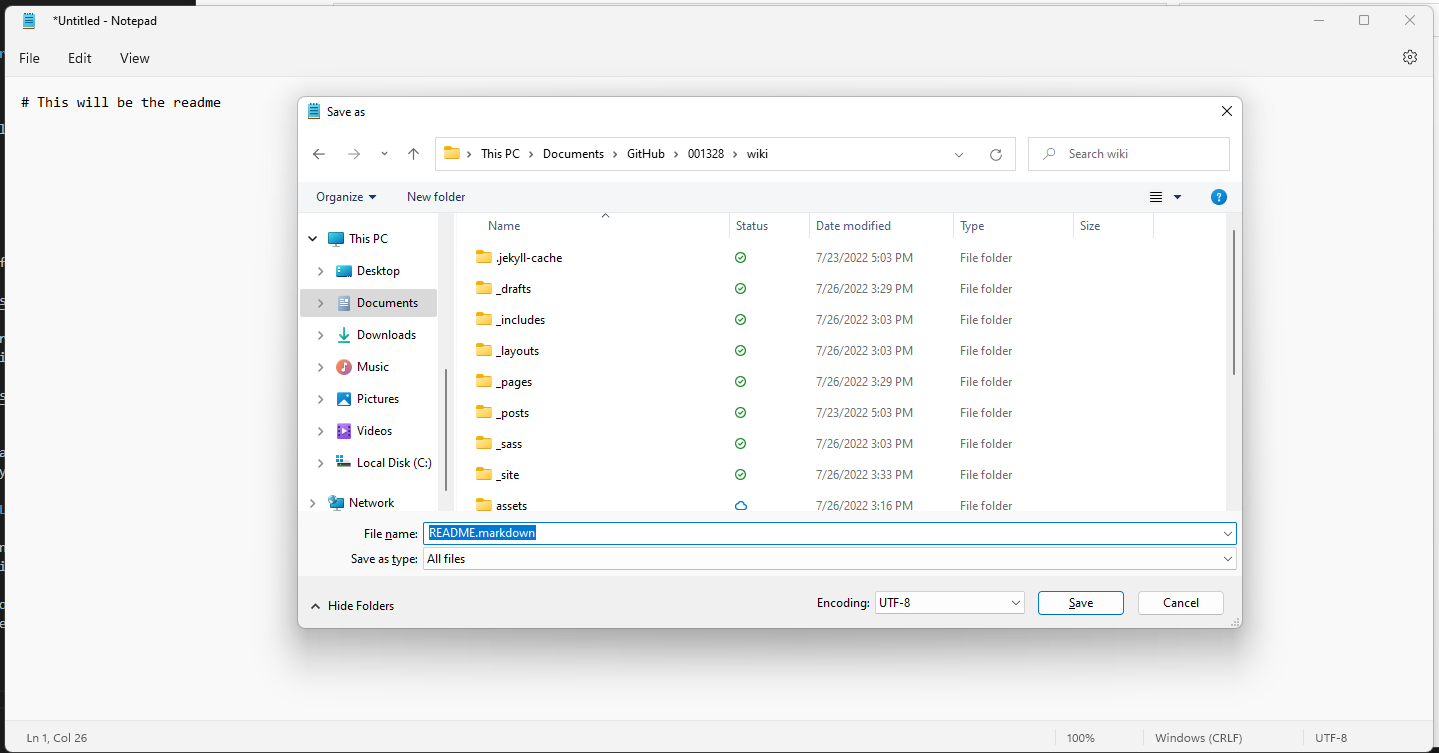 *Untitled - Notepad
File Edit View
# This will be the readme
Save as
This PC Documents GitHub 001328 wiki
Search wiki
Organize New folder
Name Status Date modified Type Size
This PC
Desktop
Documents
Downloads
Music
Pictures
Videos
Local Disk (C:)
Network
.jekyll-cache 7/23/2022 5:03 PM File folder
_drafts 7/26/2022 3:29 PM File folder
_includes 7/26/2022 3:03 PM File folder
_layouts 7/26/2022 3:03 PM File folder
_pages 7/26/2022 3:29 PM File folder
_posts 7/23/2022 5:03 PM File folder
_sass 7/26/2022 3:03 PM File folder
_site 7/26/2022 3:33 PM File folder
assets 7/26/2022 3:16 PM File folder
File name: README.markdown
Save as type: All files
Hide Folders
Encoding: UTF-8 Save Cancel
Ln 1, Col 26 100% Windows (CRLF) UTF-8